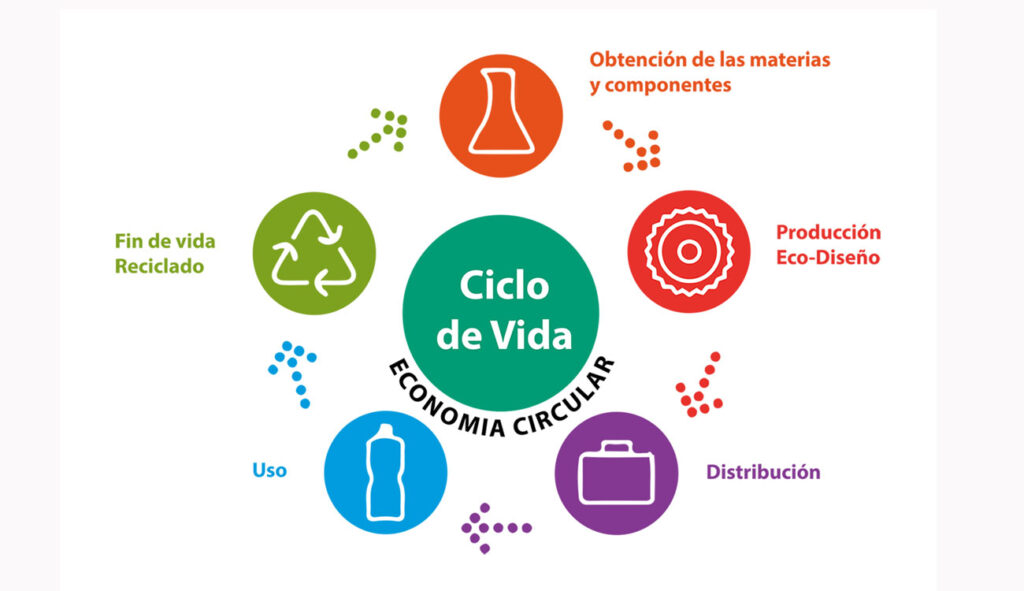 Obtención de las materias
y componentes
Producción
Eco-Diseño
Distribución
Uso
Fin de vida
Reciclado
Ciclo
de Vida
ECONOMIA CIRCULAR